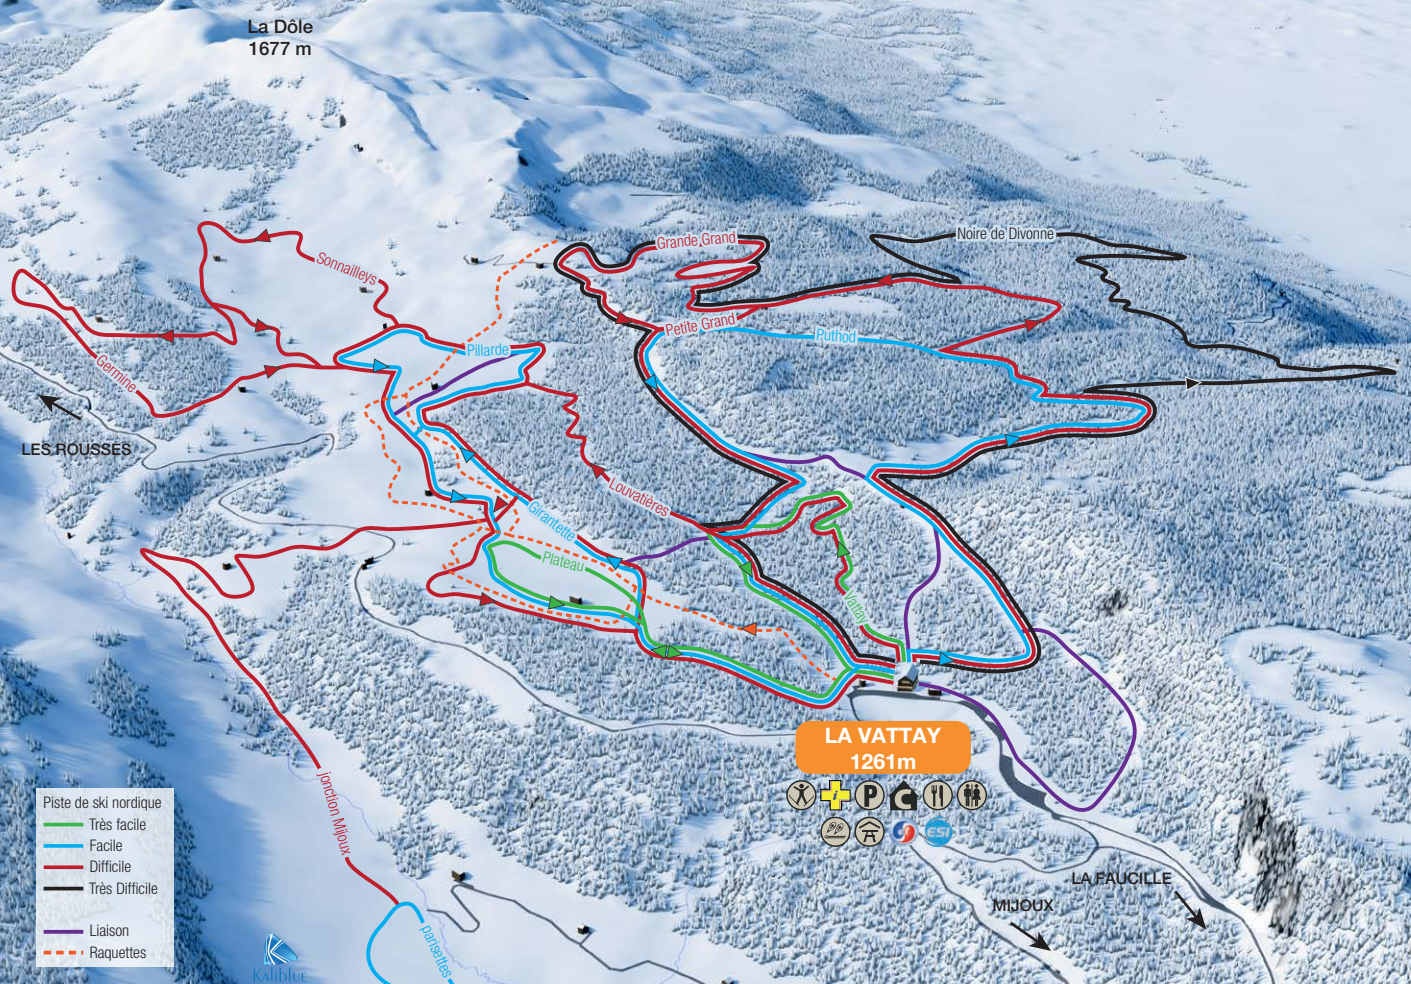 La Dôle
1677 m
Grande Grand
Noire de Divonne
Sonnailleys
Petite Grand
Puthod
Pillarde
Germine
LES ROUSSES
Louvatières
Girantette
Plateau
Vattay
LA VATTAY
1261m
i
P
ESI
jonction Mijoux
Piste de ski nordique
Très facile
Facile
Difficile
Très Difficile
Liaison
Raquettes
LA FAUCILLE
MIJOUX
parisettes
KALIBLUE